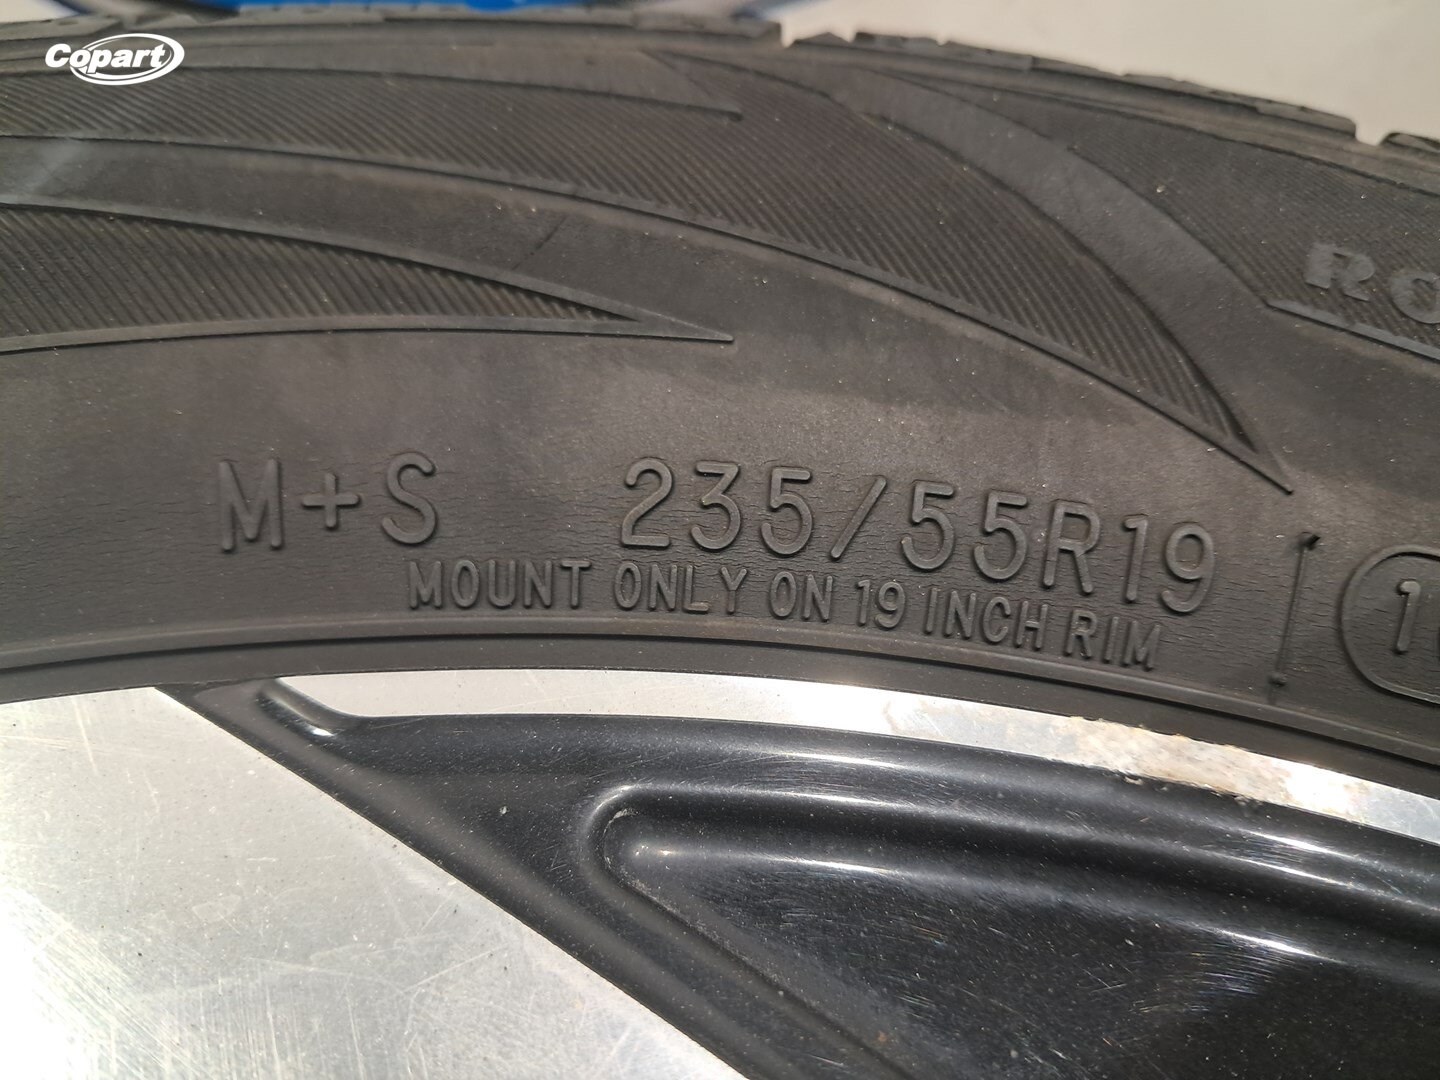 Copart
M+S 235/55R19
MOUNT ONLY ON 19 INCH RIM